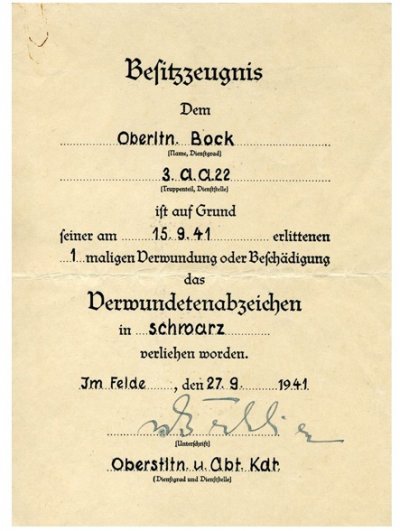 Besitzzeugnis
Dem
Oberltn. Bock
(Name, Dienstgrad)
3. A.A.22
(Truppenteil, Dienststelle)
ist auf Grund
seiner am 15.9.41 erlittenen
1 maligen Verwundung oder Beschädigung
das
Verwundetenabzeichen
in schwarz
verliehen worden.
Im Felde, den 27.9. 1941.
(Unterschrift)
Oberstltn. u. Abt. Kdr.
(Dienstgrad und Dienststelle)